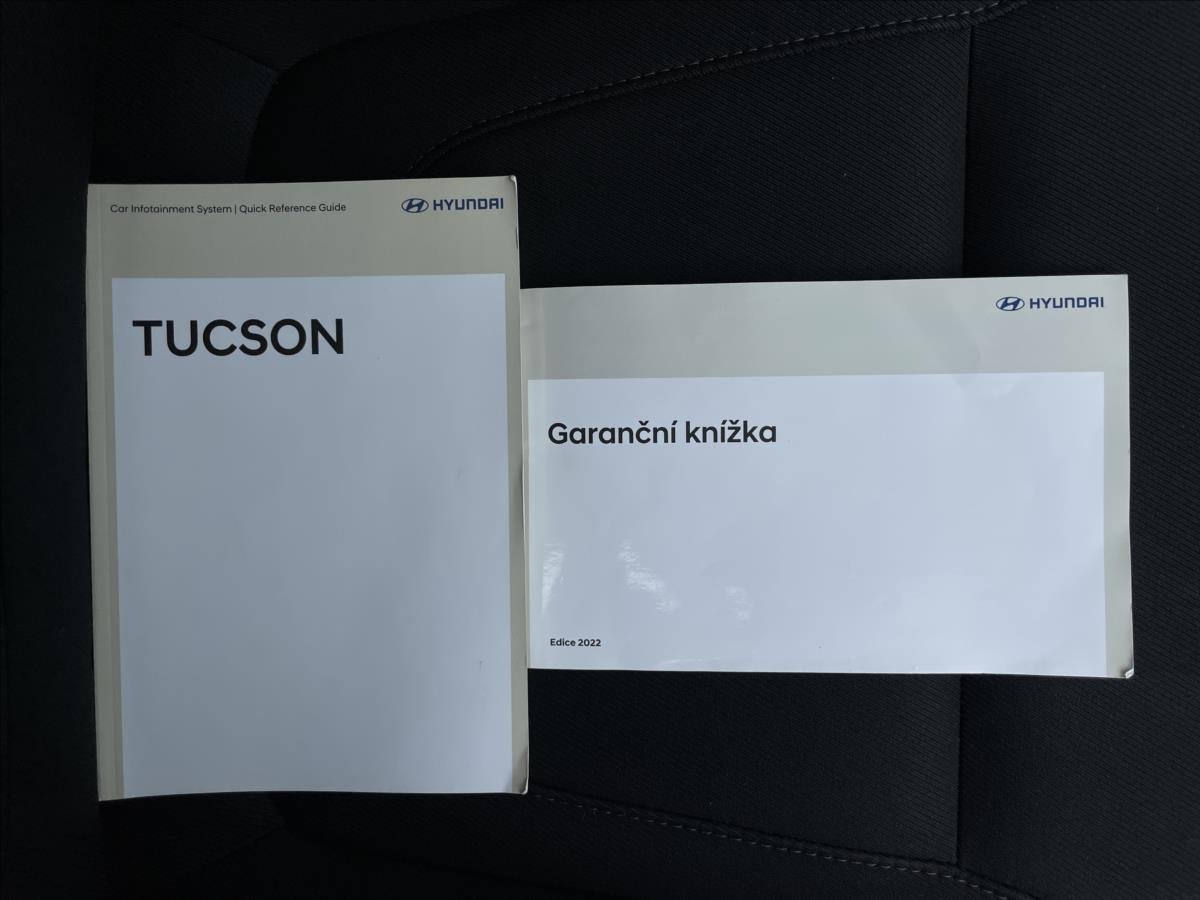 Car Infotainment System | Quick Reference Guide
HYUNDAI
TUCSON
HYUNDAI
Garanční knížka
Edice 2022